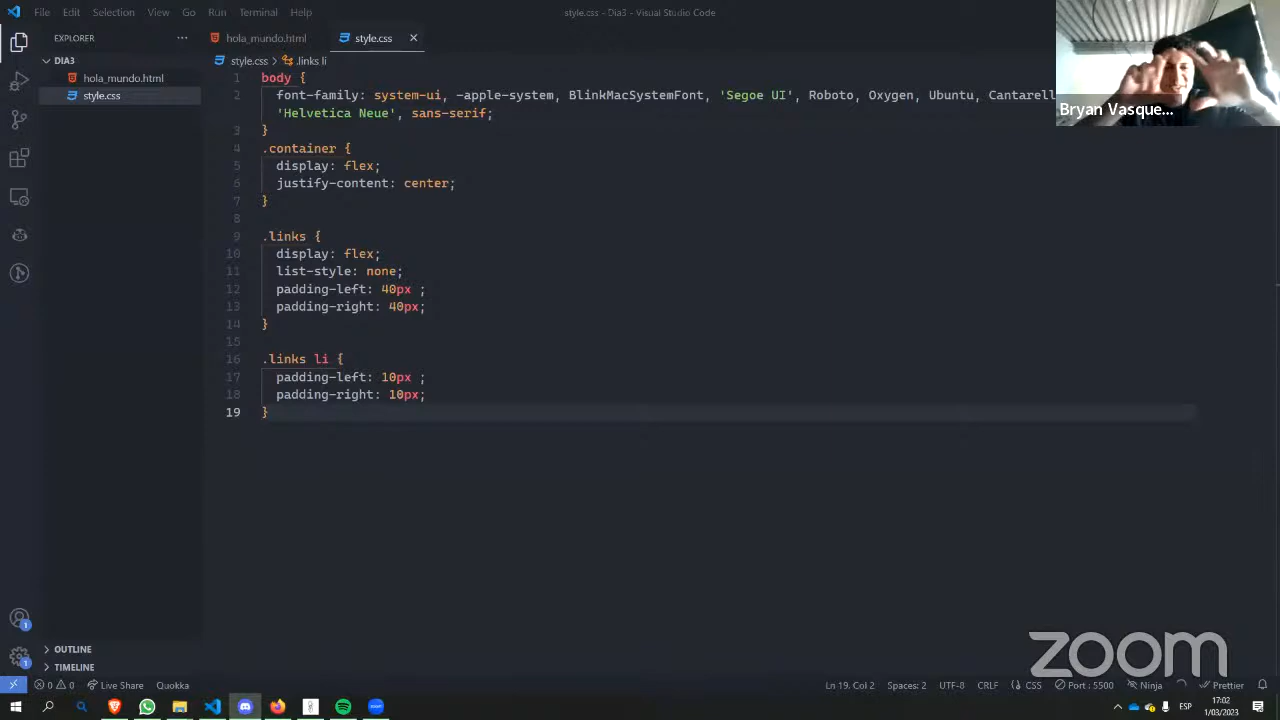 File Edit Selection View Go Run Terminal Help
style.css - Dia3 - Visual Studio Code
EXPLORER
hola_mundo.html
style.css
DIA3
hola_mundo.html
style.css
style.css > .links li
1 body {
2 font-family: system-ui, -apple-system, BlinkMacSystemFont, 'Segoe UI', Roboto, Oxygen, Ubuntu, Cantarell
'Helvetica Neue', sans-serif;
3 }
4 .container {
5 display: flex;
6 justify-content: center;
7 }
8
9 .links {
10 display: flex;
11 list-style: none;
12 padding-left: 40px ;
13 padding-right: 40px;
14 }
15
16 .links li {
17 padding-left: 10px ;
18 padding-right: 10px;
19 }
Bryan Vasque...
OUTLINE
TIMELINE
zoom
0 0 Live Share Quokka
Ln 19, Col 2 Spaces: 2 UTF-8 CRLF CSS Port : 5500 Ninja Prettier
ESP
17:02
1/03/2023